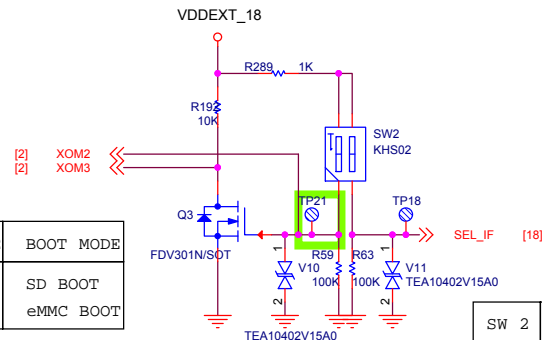 VDDEXT_18
R289 1K
R192
10K
SW2
KHS02
[2] XOM2
[2] XOM3
TP21
TP18
Q3
SEL_IF [18]
BOOT MODE
FDV301N/SOT
1
R59
R63
1
V10
100K
100K
V11
TEA10402V15A0
SD BOOT
eMMC BOOT
2
2
SW 2
TEA10402V15A0